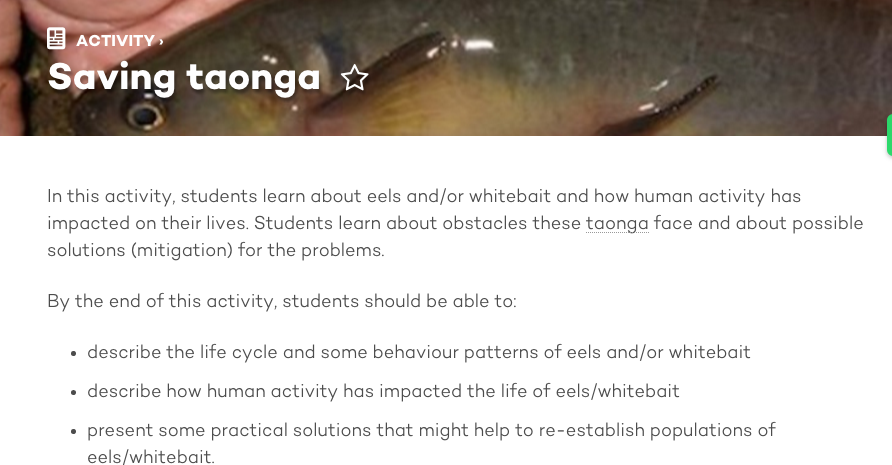 ACTIVITY ›
Saving taonga
In this activity, students learn about eels and/or whitebait and how human activity has
impacted on their lives. Students learn about obstacles these taonga face and about possible
solutions (mitigation) for the problems.
By the end of this activity, students should be able to:
• describe the life cycle and some behaviour patterns of eels and/or whitebait
• describe how human activity has impacted the life of eels/whitebait
• present some practical solutions that might help to re-establish populations of
eels/whitebait.